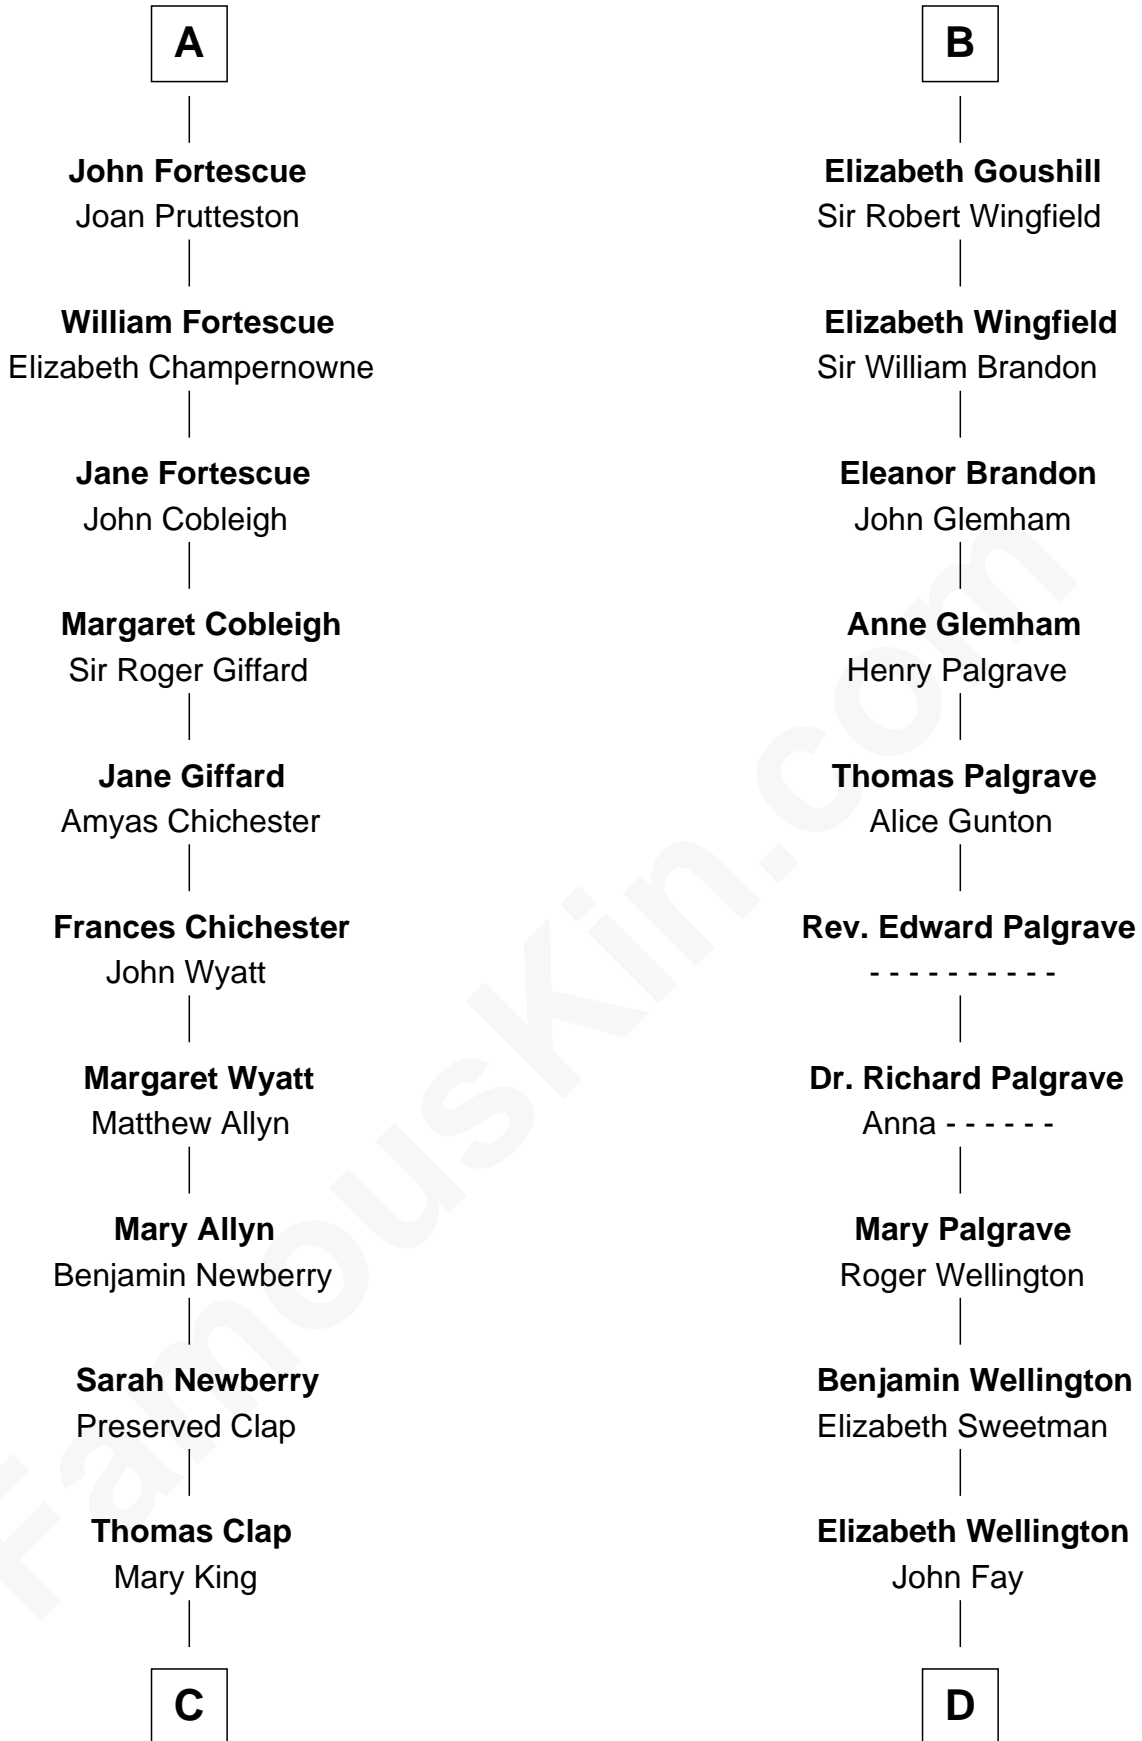 A
John Fortescue
Joan Prutteston
William Fortescue
Elizabeth Champernowne
Jane Fortescue
John Cobleigh
Margaret Cobleigh
Sir Roger Giffard
Jane Giffard
Amyas Chichester
Frances Chichester
John Wyatt
Margaret Wyatt
Matthew Allyn
Mary Allyn
Benjamin Newberry
Sarah Newberry
Preserved Clap
Thomas Clap
Mary King
C
B
Elizabeth Goushill
Sir Robert Wingfield
Elizabeth Wingfield
Sir William Brandon
Eleanor Brandon
John Glemham
Anne Glemham
Henry Palgrave
Thomas Palgrave
Alice Gunton
Rev. Edward Palgrave
- - - - - - - - - -
Dr. Richard Palgrave
Anna - - - - - -
Mary Palgrave
Roger Wellington
Benjamin Wellington
Elizabeth Sweetman
Elizabeth Wellington
John Fay
D
FamousKin.com